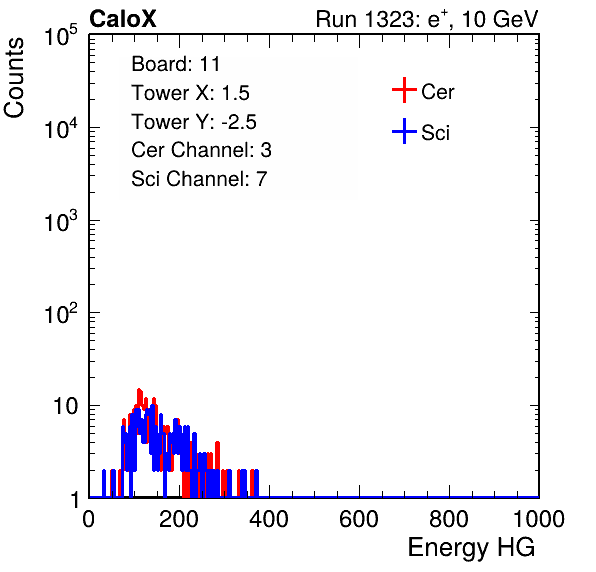 CaloX Run 1323: e⁺, 10 GeV
Counts
10⁵
10⁴
10³
10²
10
1
Board: 11
Tower X: 1.5
Tower Y: -2.5
Cer Channel: 3
Sci Channel: 7
Cer
Sci
0 200 400 600 800 1000
Energy HG